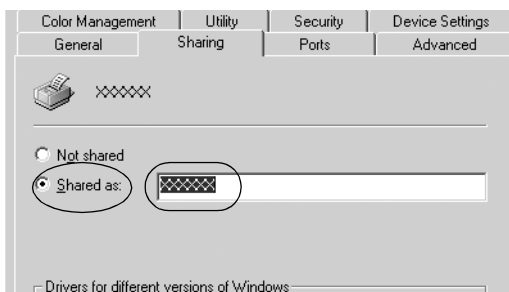 Color Management Utility Security Device Settings
General Sharing Ports Advanced
XXXXXX
Not shared
Shared as: XXXXXX
Drivers for different versions of Windows